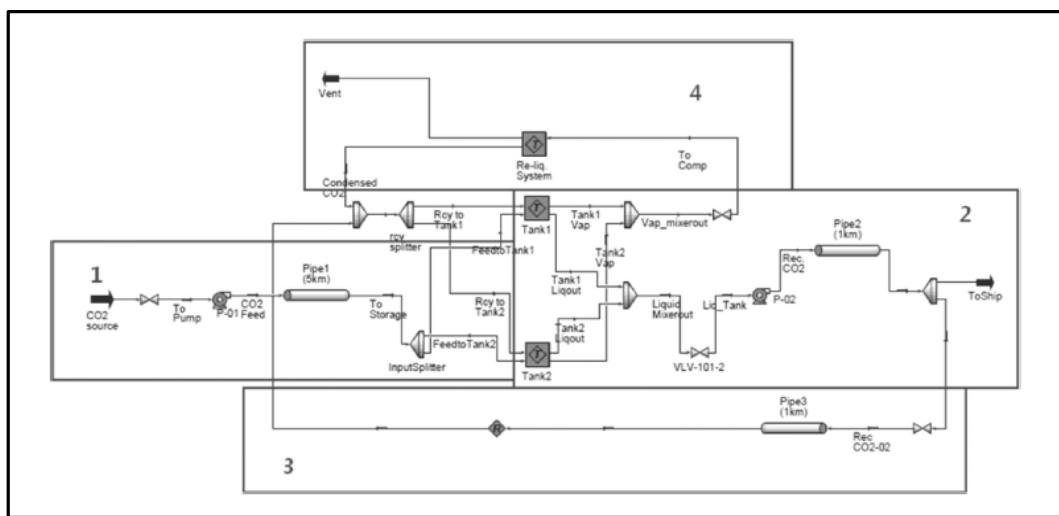 4
Vent
To
Comp
Re-liq.
System
Condensed
CO2
Rcy to
Tank1
rcy
splitter
Tank1
Tank1
Vap
Vap_mixerout
2
Pipe2
(1km)
FeedtoTank1
Tank2
Vap
Rec.
CO2
1
Pipe1
(5km)
Tank1
Liqout
ToShip
CO2
source
To
Pump
P-01
CO2
Feed
To
Storage
Rcy to
Tank2
Liquid
Mixerout
Liq_Tank
P-02
Tank2
Liqout
FeedtoTank2
InputSplitter
Tank2
VLV-101-2
Pipe3
(1km)
R
Rec
CO2-02
3
T
T
T